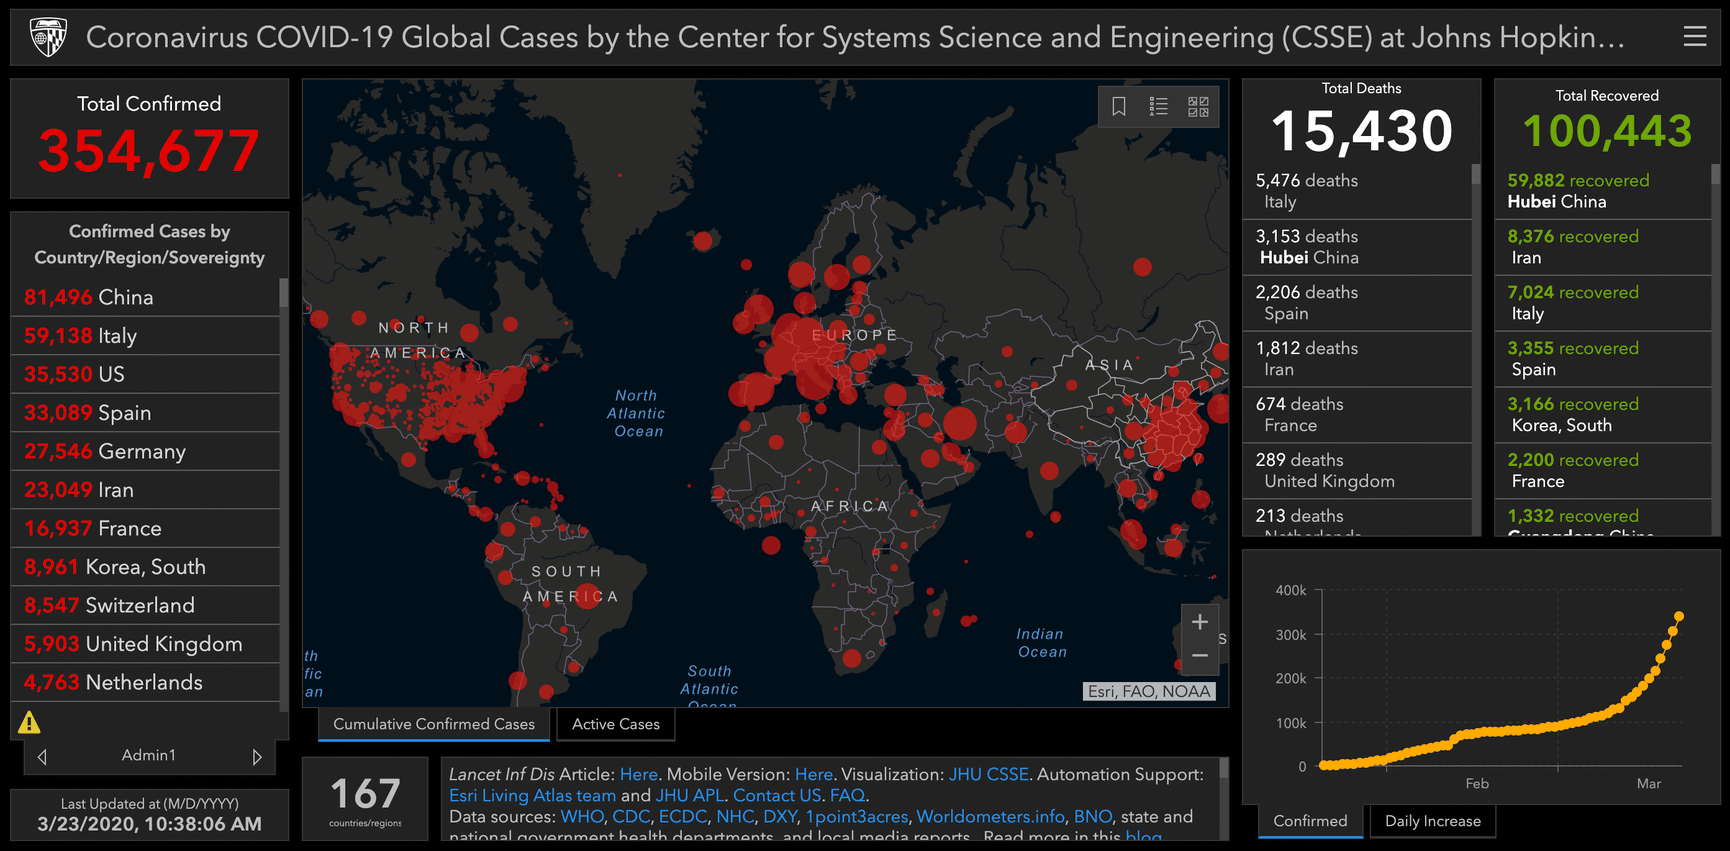 Coronavirus COVID-19 Global Cases by the Center for Systems Science and Engineering (CSSE) at Johns Hopkin…
Total Confirmed
354,677
Confirmed Cases by
Country/Region/Sovereignty
81,496 China
59,138 Italy
35,530 US
33,089 Spain
27,546 Germany
23,049 Iran
16,937 France
8,961 Korea, South
8,547 Switzerland
5,903 United Kingdom
4,763 Netherlands
Admin1
Last Updated at (M/D/YYYY)
3/23/2020, 10:38:06 AM
NORTH
AMERICA
EUROPE
ASIA
North
Atlantic
Ocean
AFRICA
SOUTH
AMERICA
Indian
Ocean
th
fic
an
South
Atlantic
Ocean
S
+
−
Esri, FAO, NOAA
Cumulative Confirmed Cases
Active Cases
167
countries/regions
Lancet Inf Dis Article: Here. Mobile Version: Here. Visualization: JHU CSSE. Automation Support:
Esri Living Atlas team and JHU APL. Contact US. FAQ.
Data sources: WHO, CDC, ECDC, NHC, DXY, 1point3acres, Worldometers.info, BNO, state and
national government health departments, and local media reports. Read more in this blog.
Total Deaths
15,430
5,476 deaths
Italy
3,153 deaths
Hubei China
2,206 deaths
Spain
1,812 deaths
Iran
674 deaths
France
289 deaths
United Kingdom
213 deaths
Netherlands
Total Recovered
100,443
59,882 recovered
Hubei China
8,376 recovered
Iran
7,024 recovered
Italy
3,355 recovered
Spain
3,166 recovered
Korea, South
2,200 recovered
France
1,332 recovered
Guangdong China
400k
300k
200k
100k
0
Feb
Mar
Confirmed
Daily Increase